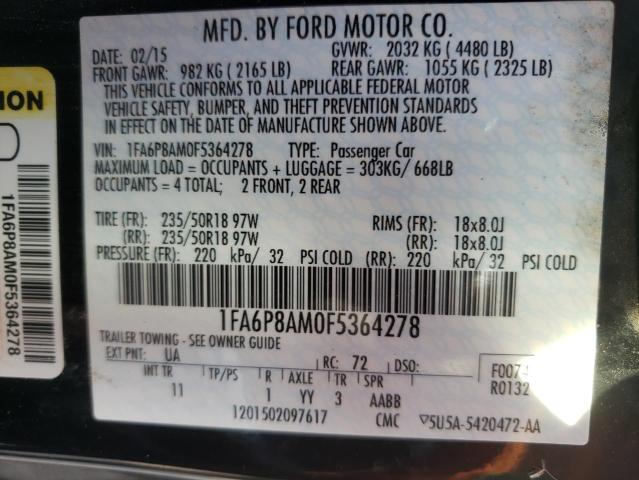 MFD. BY FORD MOTOR CO.
DATE: 02/15 GVWR: 2032 KG ( 4480 LB)
FRONT GAWR: 982 KG ( 2165 LB) REAR GAWR: 1055 KG ( 2325 LB)
THIS VEHICLE CONFORMS TO ALL APPLICABLE FEDERAL MOTOR
VEHICLE SAFETY, BUMPER, AND THEFT PREVENTION STANDARDS
IN EFFECT ON THE DATE OF MANUFACTURE SHOWN ABOVE.
VIN: 1FA6P8AM0F5364278 TYPE: Passenger Car
MAXIMUM LOAD = OCCUPANTS + LUGGAGE = 303KG/ 668LB
OCCUPANTS = 4 TOTAL; 2 FRONT, 2 REAR
TIRE (FR): 235/50R18 97W RIMS (FR): 18x8.0J
(RR): 235/50R18 97W (RR): 18x8.0J
PRESSURE (FR): 220 kPa/ 32 PSI COLD (RR): 220 kPa/ 32 PSI COLD
1FA6P8AM0F5364278
TRAILER TOWING - SEE OWNER GUIDE
EXT PNT: UA RC: 72 DSO: F0074
INT TR TP/PS R AXLE TR SPR R0132
11 1 YY 3 AABB
1201502097617 CMC 5U5A-5420472-AA
1FA6P8AM0F5364278